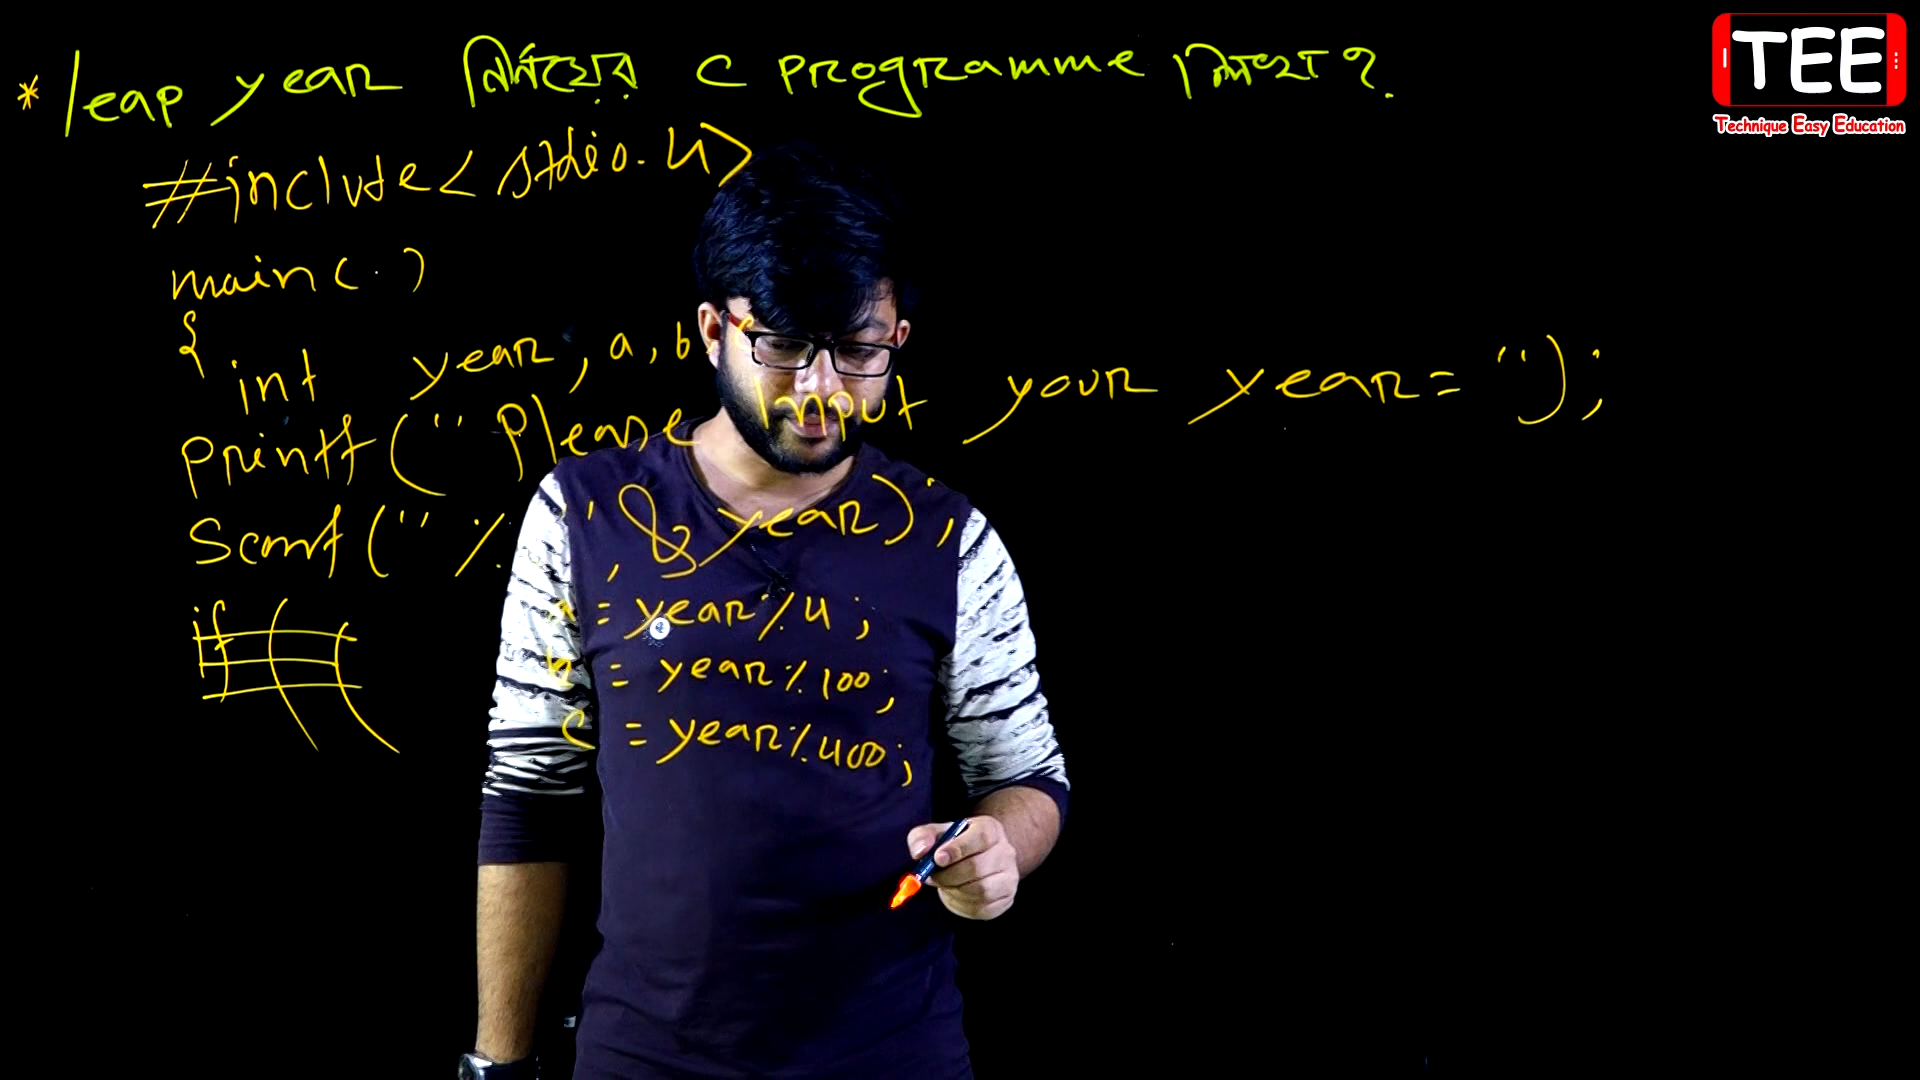 * leap year নির্ণয়ের C programme লিখো?
#include< stdio.h>
main( )
{
int year, a, b, c
printf(" Please Input your year= ");
Scanf(" %
" , & year);
a = year%4;
b = year%100;
c = year%400;
if
TEE
Technique Easy Education